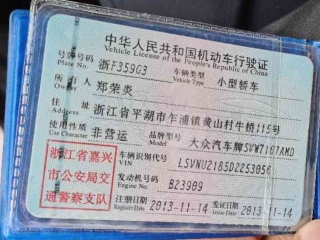 中华人民共和国机动车行驶证
Vehicle License of the People's Republic of China
号牌号码 浙F359G3 车辆类型 小型轿车
Plate No. Vehicle Type
所有人 郑荣炎
Owner
住址 浙江省平湖市乍浦镇黄山村牛桥115号
Address
使用性质 非营运 品牌型号 大众汽车牌SVW7167AMD
Use Character Model
浙江省嘉兴
市公安局交
通警察支队
车辆识别代号 LSVNU2185D2253056
VIN
发动机号码 B23909
Engine No.
注册日期 2013-11-14 发证日期 2013-11-14
Register Date Issue Date